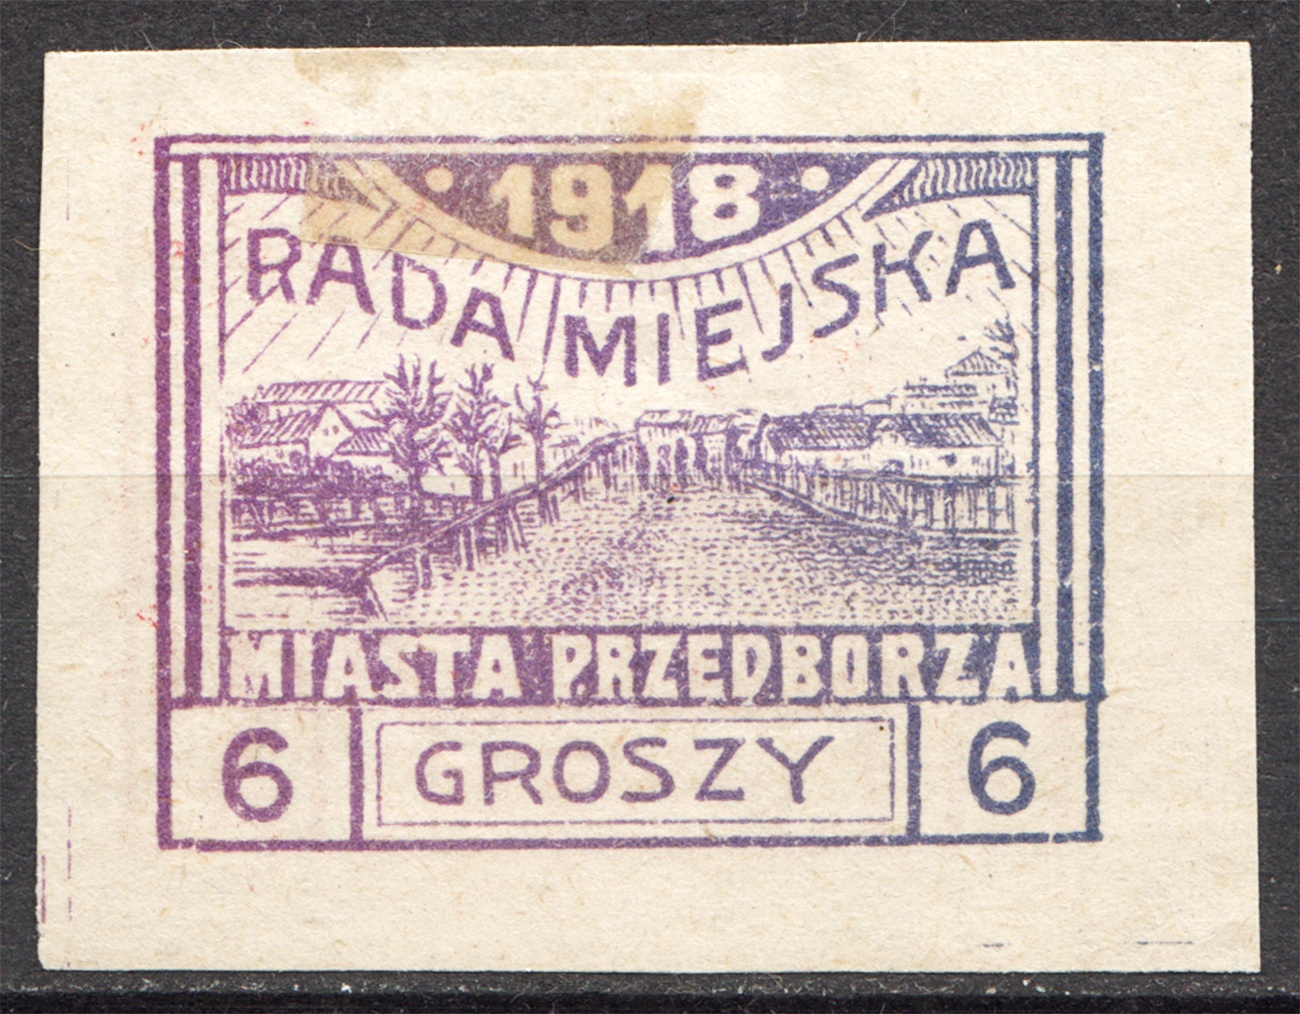 1918
RADA MIEJSKA
MIASTA PRZEDBORZA
6 GROSZY 6